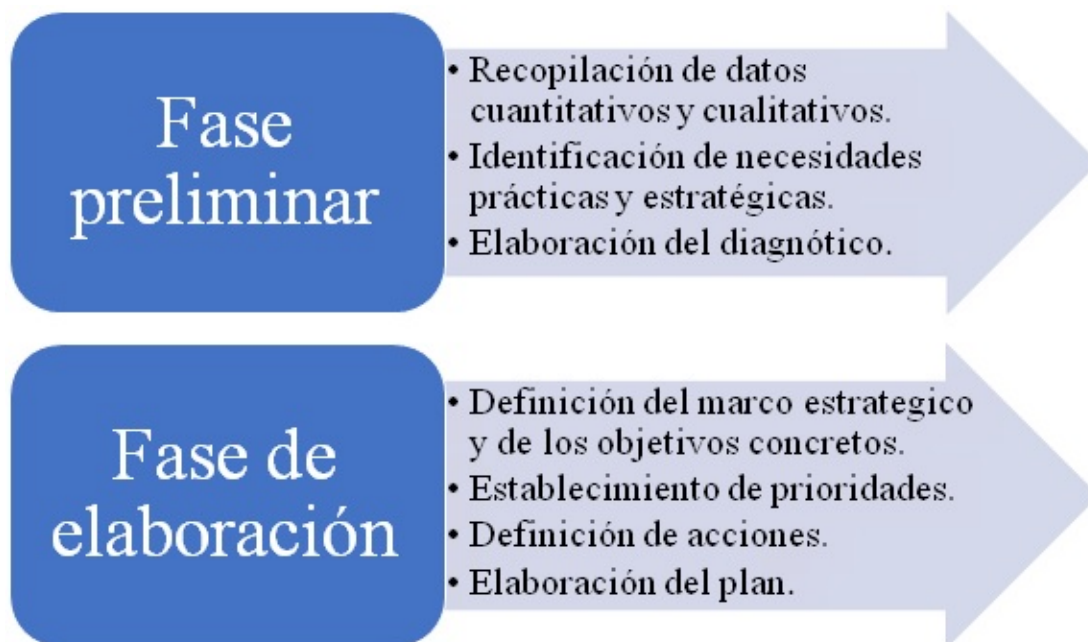 Fase
preliminar
• Recopilación de datos
cuantitativos y cualitativos.
• Identificación de necesidades
prácticas y estratégicas.
• Elaboración del diagnótico.
Fase de
elaboración
• Definición del marco estrategico
y de los objetivos concretos.
• Establecimiento de prioridades.
• Definición de acciones.
• Elaboración del plan.